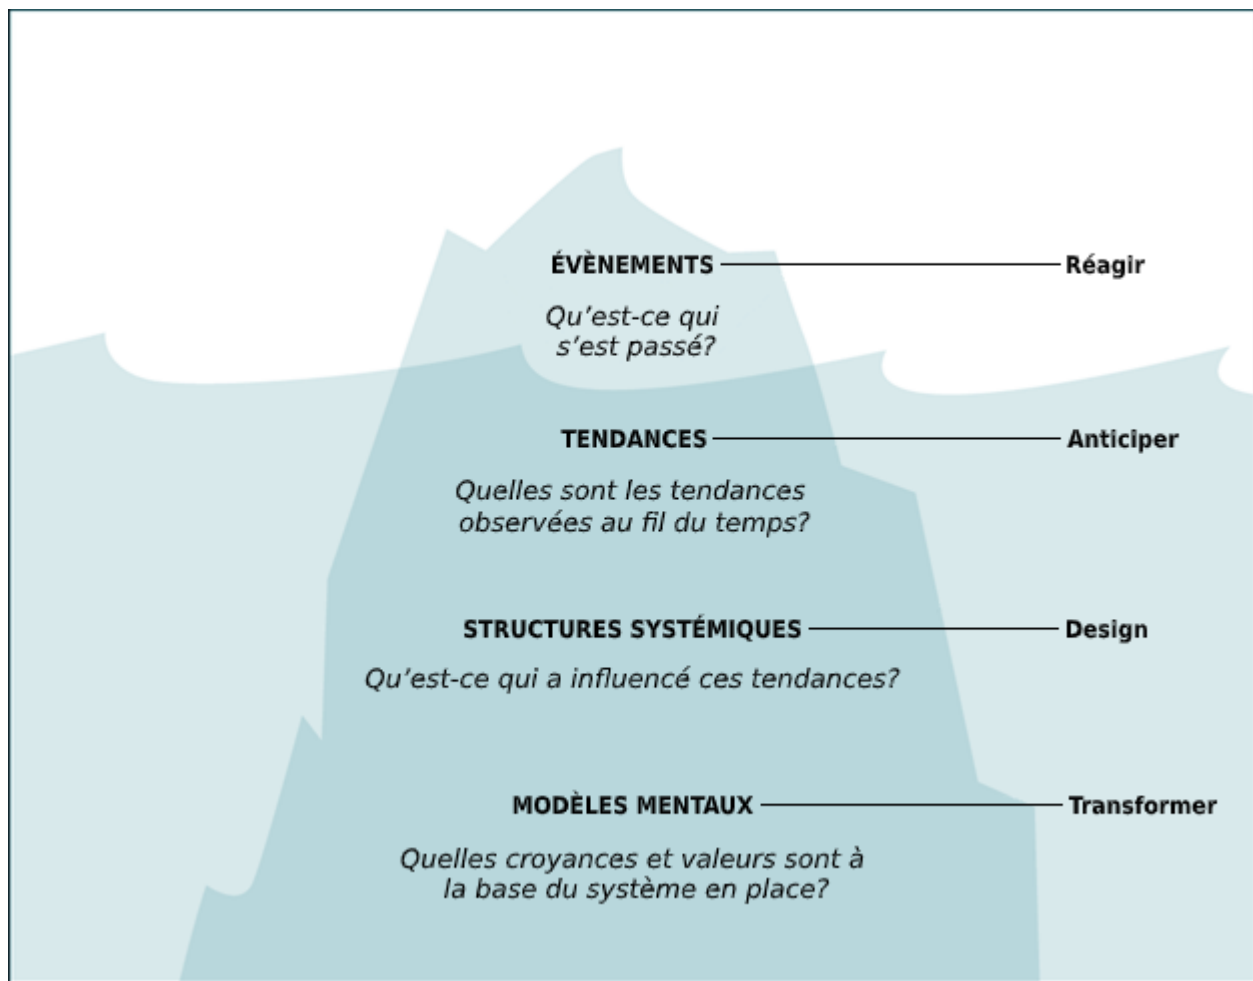 ÉVÈNEMENTS
Réagir
Qu’est-ce qui
s’est passé?
TENDANCES
Anticiper
Quelles sont les tendances
observées au fil du temps?
STRUCTURES SYSTÉMIQUES
Design
Qu’est-ce qui a influencé ces tendances?
MODÈLES MENTAUX
Transformer
Quelles croyances et valeurs sont à
la base du système en place?